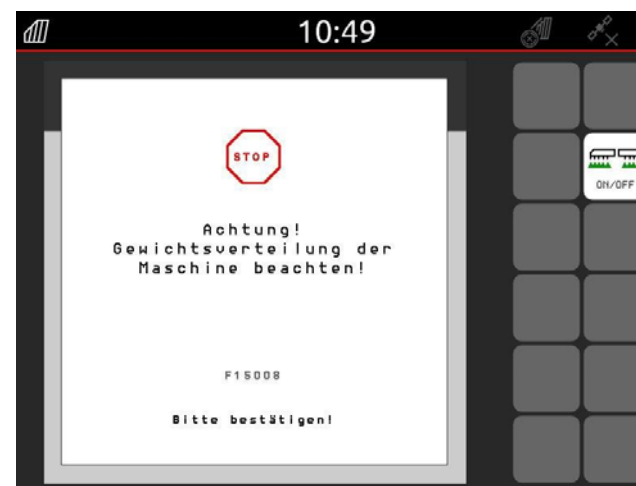 10:49
STOP
Achtung!
Gewichtsverteilung der
Maschine beachten!
F15008
Bitte bestätigen!
ON/OFF